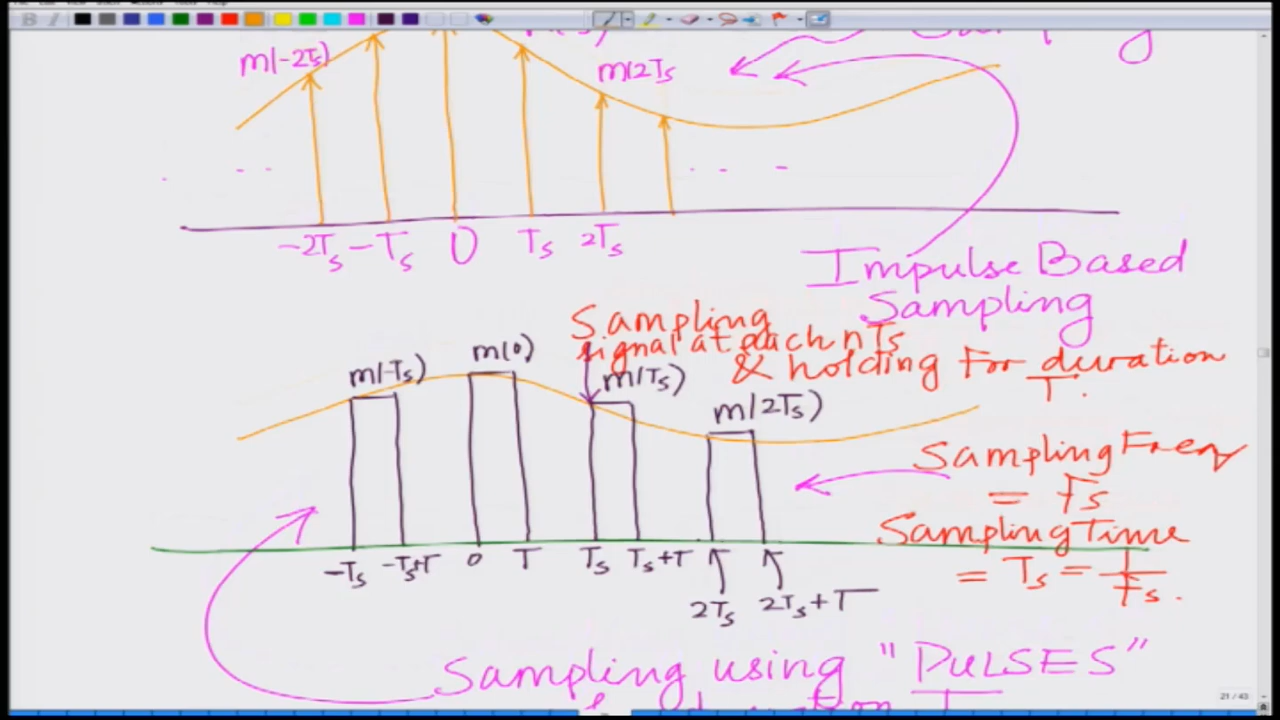 m(-2Ts)
m(2Ts
-2Ts -Ts 0 Ts 2Ts
Impulse Based
Sampling
Sampling
signal at each nTs
& holding For duration
T.
m(-Ts) m(0) m(Ts) m(2Ts)
Sampling Freq
= Fs
Sampling Time
= Ts = 1/Fs.
-Ts -Ts+T 0 T Ts Ts+T
2Ts 2Ts+T
Sampling using "PULSES"
21 / 43